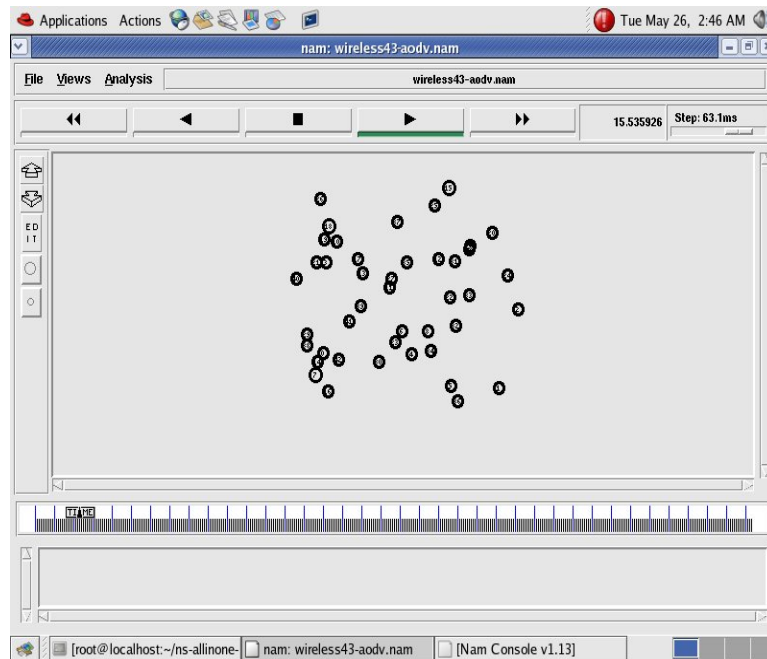 Applications Actions Tue May 26, 2:46 AM
nam: wireless43-aodv.nam
File Views Analysis wireless43-aodv.nam
15.535926 Step: 63.1ms
ED
IT
TIME
[root@localhost:~/ns-allinone- nam: wireless43-aodv.nam [Nam Console v1.13]